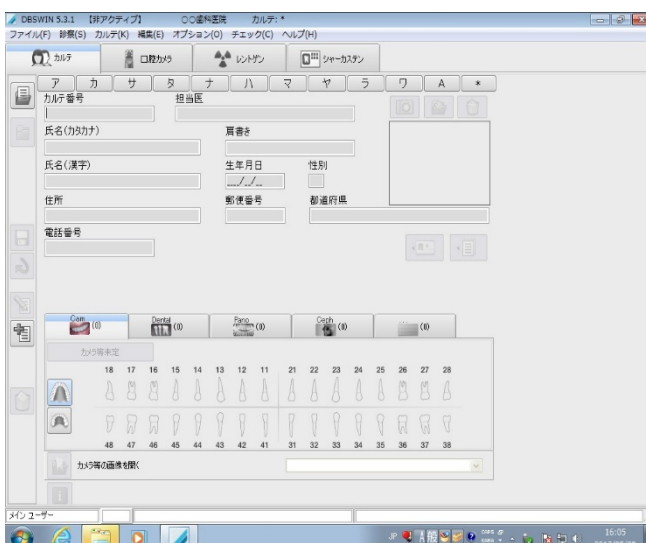 DBSWIN 5.3.1 【非アクティブ】 〇〇歯科医院 カルテ: *
ファイル(F) 診察(S) カルテ(K) 編集(E) オプション(O) チェック(C) ヘルプ(H)
カルテ 口腔カメラ レントゲン シャーカステン
ア カ サ タ ナ ハ マ ヤ ラ ワ A *
カルテ番号 担当医
氏名(カタカナ) 肩書き
氏名(漢字) 生年月日 性別
__/_/__
住所 郵便番号 都道府県
電話番号
Cam (0) Dental (0) Pano (0) Ceph (0) (0)
カメラ等未定
18 17 16 15 14 13 12 11 21 22 23 24 25 26 27 28
48 47 46 45 44 43 42 41 31 32 33 34 35 36 37 38
カメラ等の画像を開く
メイン ユーザー
JP A 般 CAPS 16:05